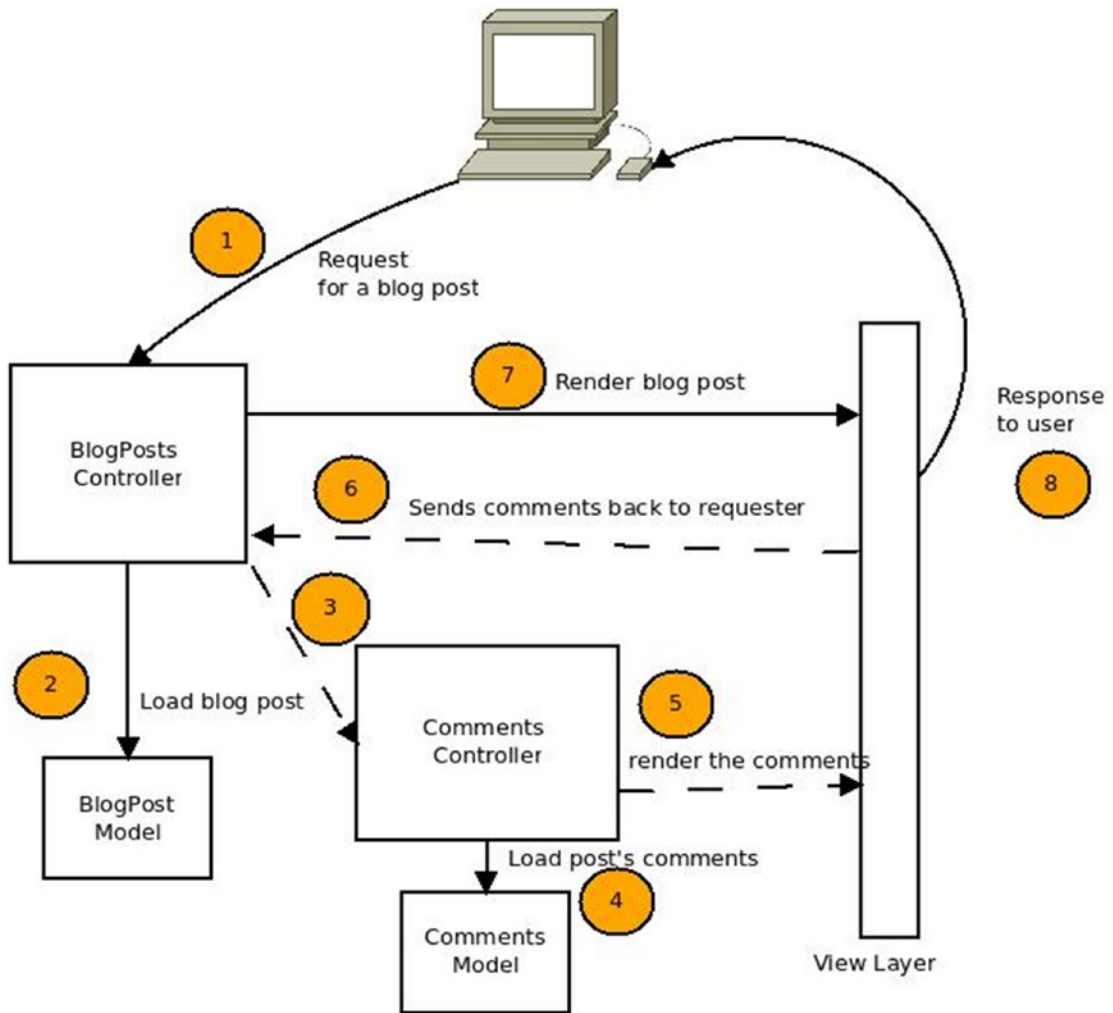 1
Request
for a blog post
7
Render blog post
BlogPosts
Controller
Response
to user
8
6
Sends comments back to requester
3
2
Load blog post
5
Comments
Controller
render the comments
BlogPost
Model
Load post's comments
4
Comments
Model
View Layer